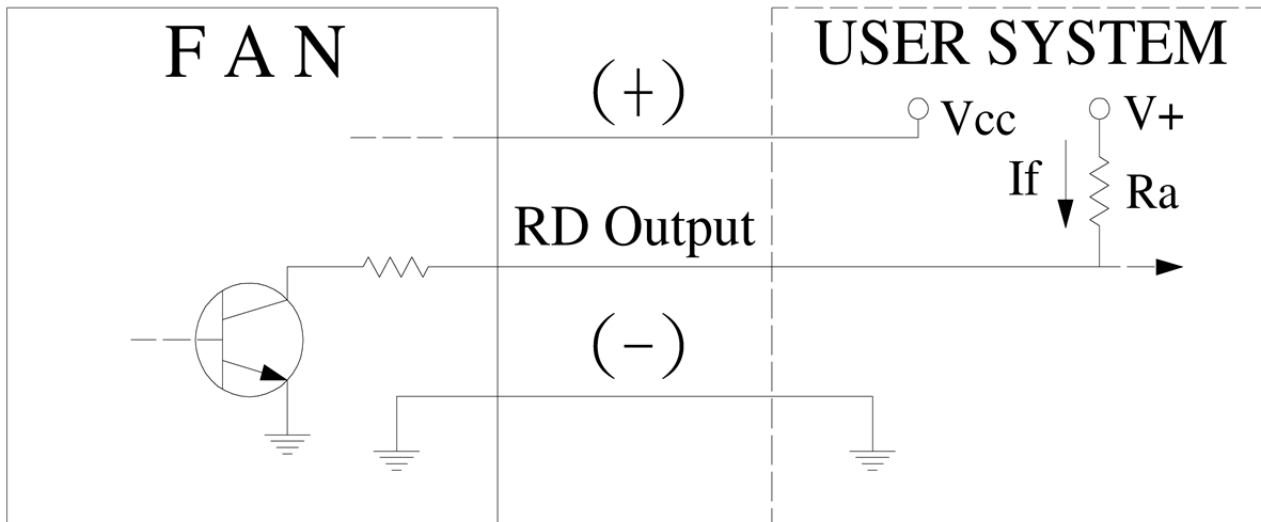 F A N
USER SYSTEM
(+)
Vcc
V+
If
Ra
RD Output
(-)